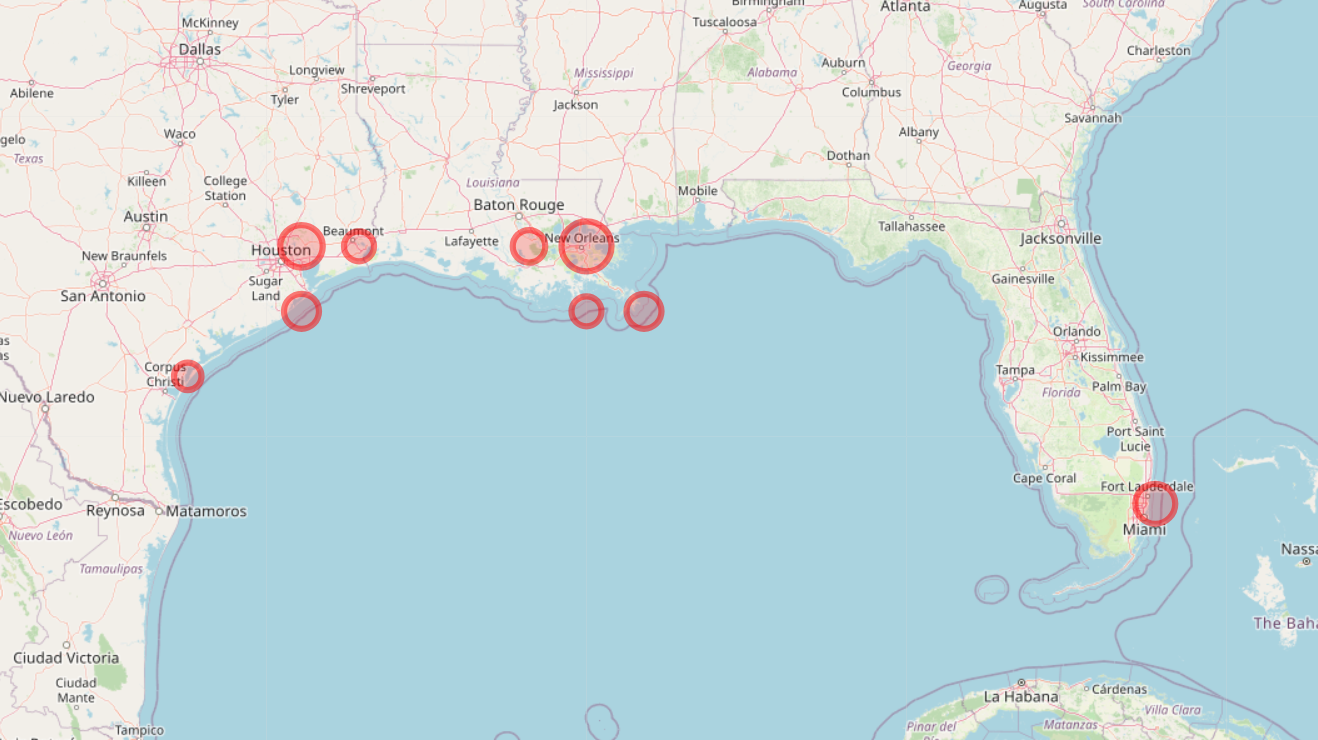 McKinney
Dallas
Abilene
Longview
Tyler
Shreveport
Mississippi
Jackson
Birmingham
Tuscaloosa
Alabama
Atlanta
Augusta
South Carolina
Charleston
Auburn
Georgia
Columbus
Savannah
Waco
gelo
Texas
Killeen
College
Station
Austin
Albany
Dothan
Louisiana
Mobile
Baton Rouge
Tallahassee
Jacksonville
Beaumont
Lafayette
New Orleans
Houston
New Braunfels
San Antonio
Sugar
Land
Gainesville
Orlando
Kissimmee
Tampa
Palm Bay
Florida
as
s
Corpus
Christi
Nuevo Laredo
Port Saint
Lucie
Cape Coral
Fort Lauderdale
Miami
Escobedo
Reynosa
Matamoros
Nuevo León
Tamaulipas
Nassa
The Baha
Ciudad Victoria
Ciudad
Mante
Tampico
La Habana
Cárdenas
Villa Clara
Pinar del
Matanzas